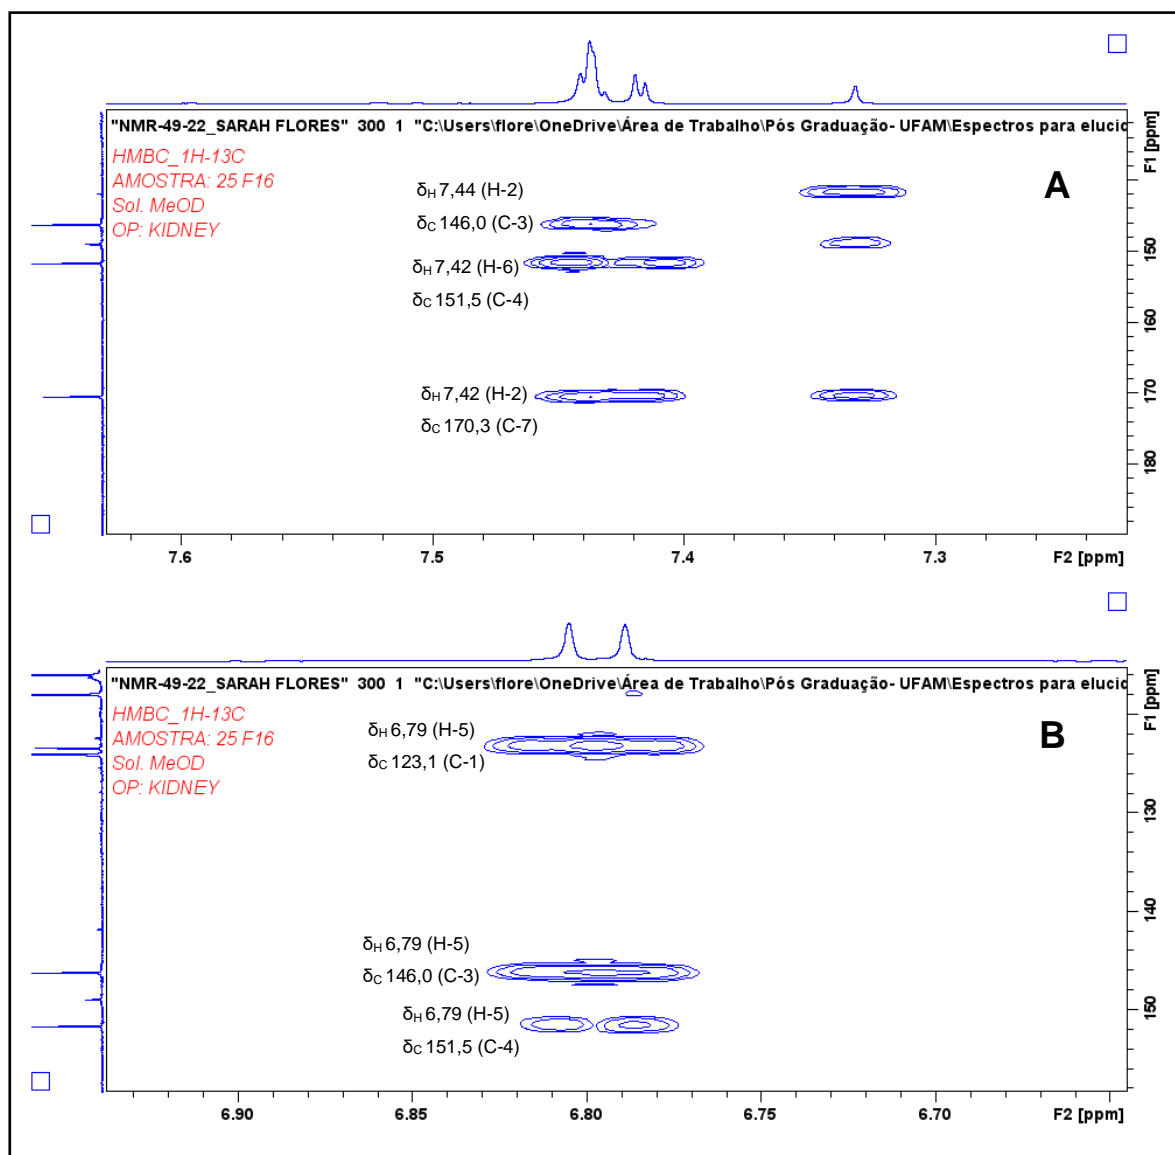 "NMR-49-22_SARAH FLORES" 300 1 "C:\Users\flore\OneDrive\Área de Trabalho\Pós Graduação- UFAM\Espectros para elucid
HMBC_1H-13C
AMOSTRA: 25 F16
Sol. MeOD
OP: KIDNEY
A
δH 7,44 (H-2)
δC 146,0 (C-3)
δH 7,42 (H-6)
δC 151,5 (C-4)
δH 7,42 (H-2)
δC 170,3 (C-7)
F1 [ppm]
150
160
170
180
7.6 7.5 7.4 7.3 F2 [ppm]
"NMR-49-22_SARAH FLORES" 300 1 "C:\Users\flore\OneDrive\Área de Trabalho\Pós Graduação- UFAM\Espectros para elucid
HMBC_1H-13C
AMOSTRA: 25 F16
Sol. MeOD
OP: KIDNEY
B
δH 6,79 (H-5)
δC 123,1 (C-1)
δH 6,79 (H-5)
δC 146,0 (C-3)
δH 6,79 (H-5)
δC 151,5 (C-4)
F1 [ppm]
130
140
150
6.90 6.85 6.80 6.75 6.70 F2 [ppm]